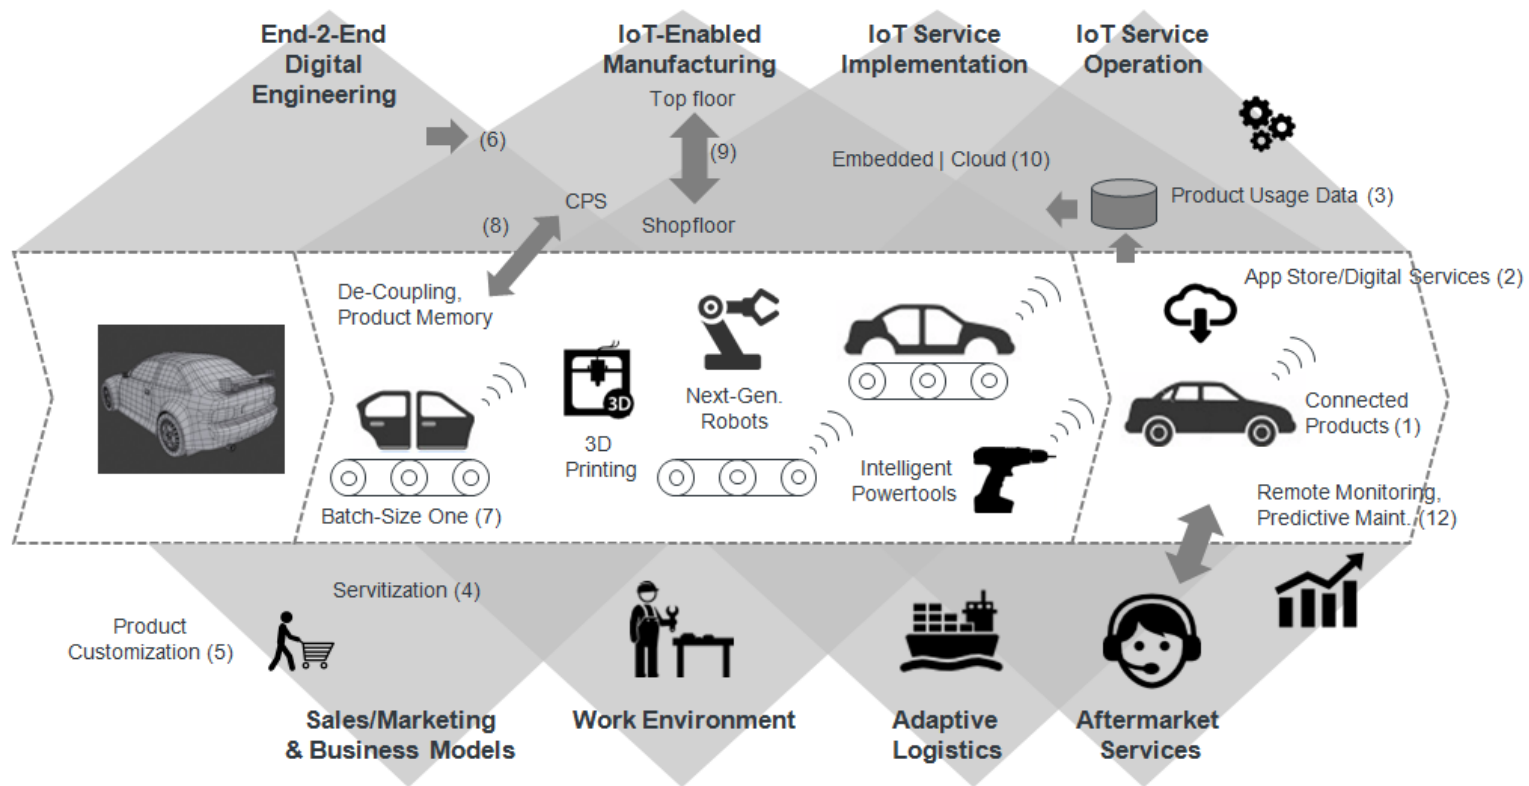 End-2-End
Digital
Engineering
IoT-Enabled
Manufacturing
IoT Service
Implementation
IoT Service
Operation
Top floor
(6)
(9)
Embedded | Cloud (10)
Product Usage Data (3)
CPS
(8)
Shopfloor
De-Coupling,
Product Memory
App Store/Digital Services (2)
3D
Next-Gen.
Robots
Connected
Products (1)
3D
Printing
Intelligent
Powertools
Batch-Size One (7)
Remote Monitoring,
Predictive Maint. (12)
Servitization (4)
Product
Customization (5)
Sales/Marketing
& Business Models
Work Environment
Adaptive
Logistics
Aftermarket
Services